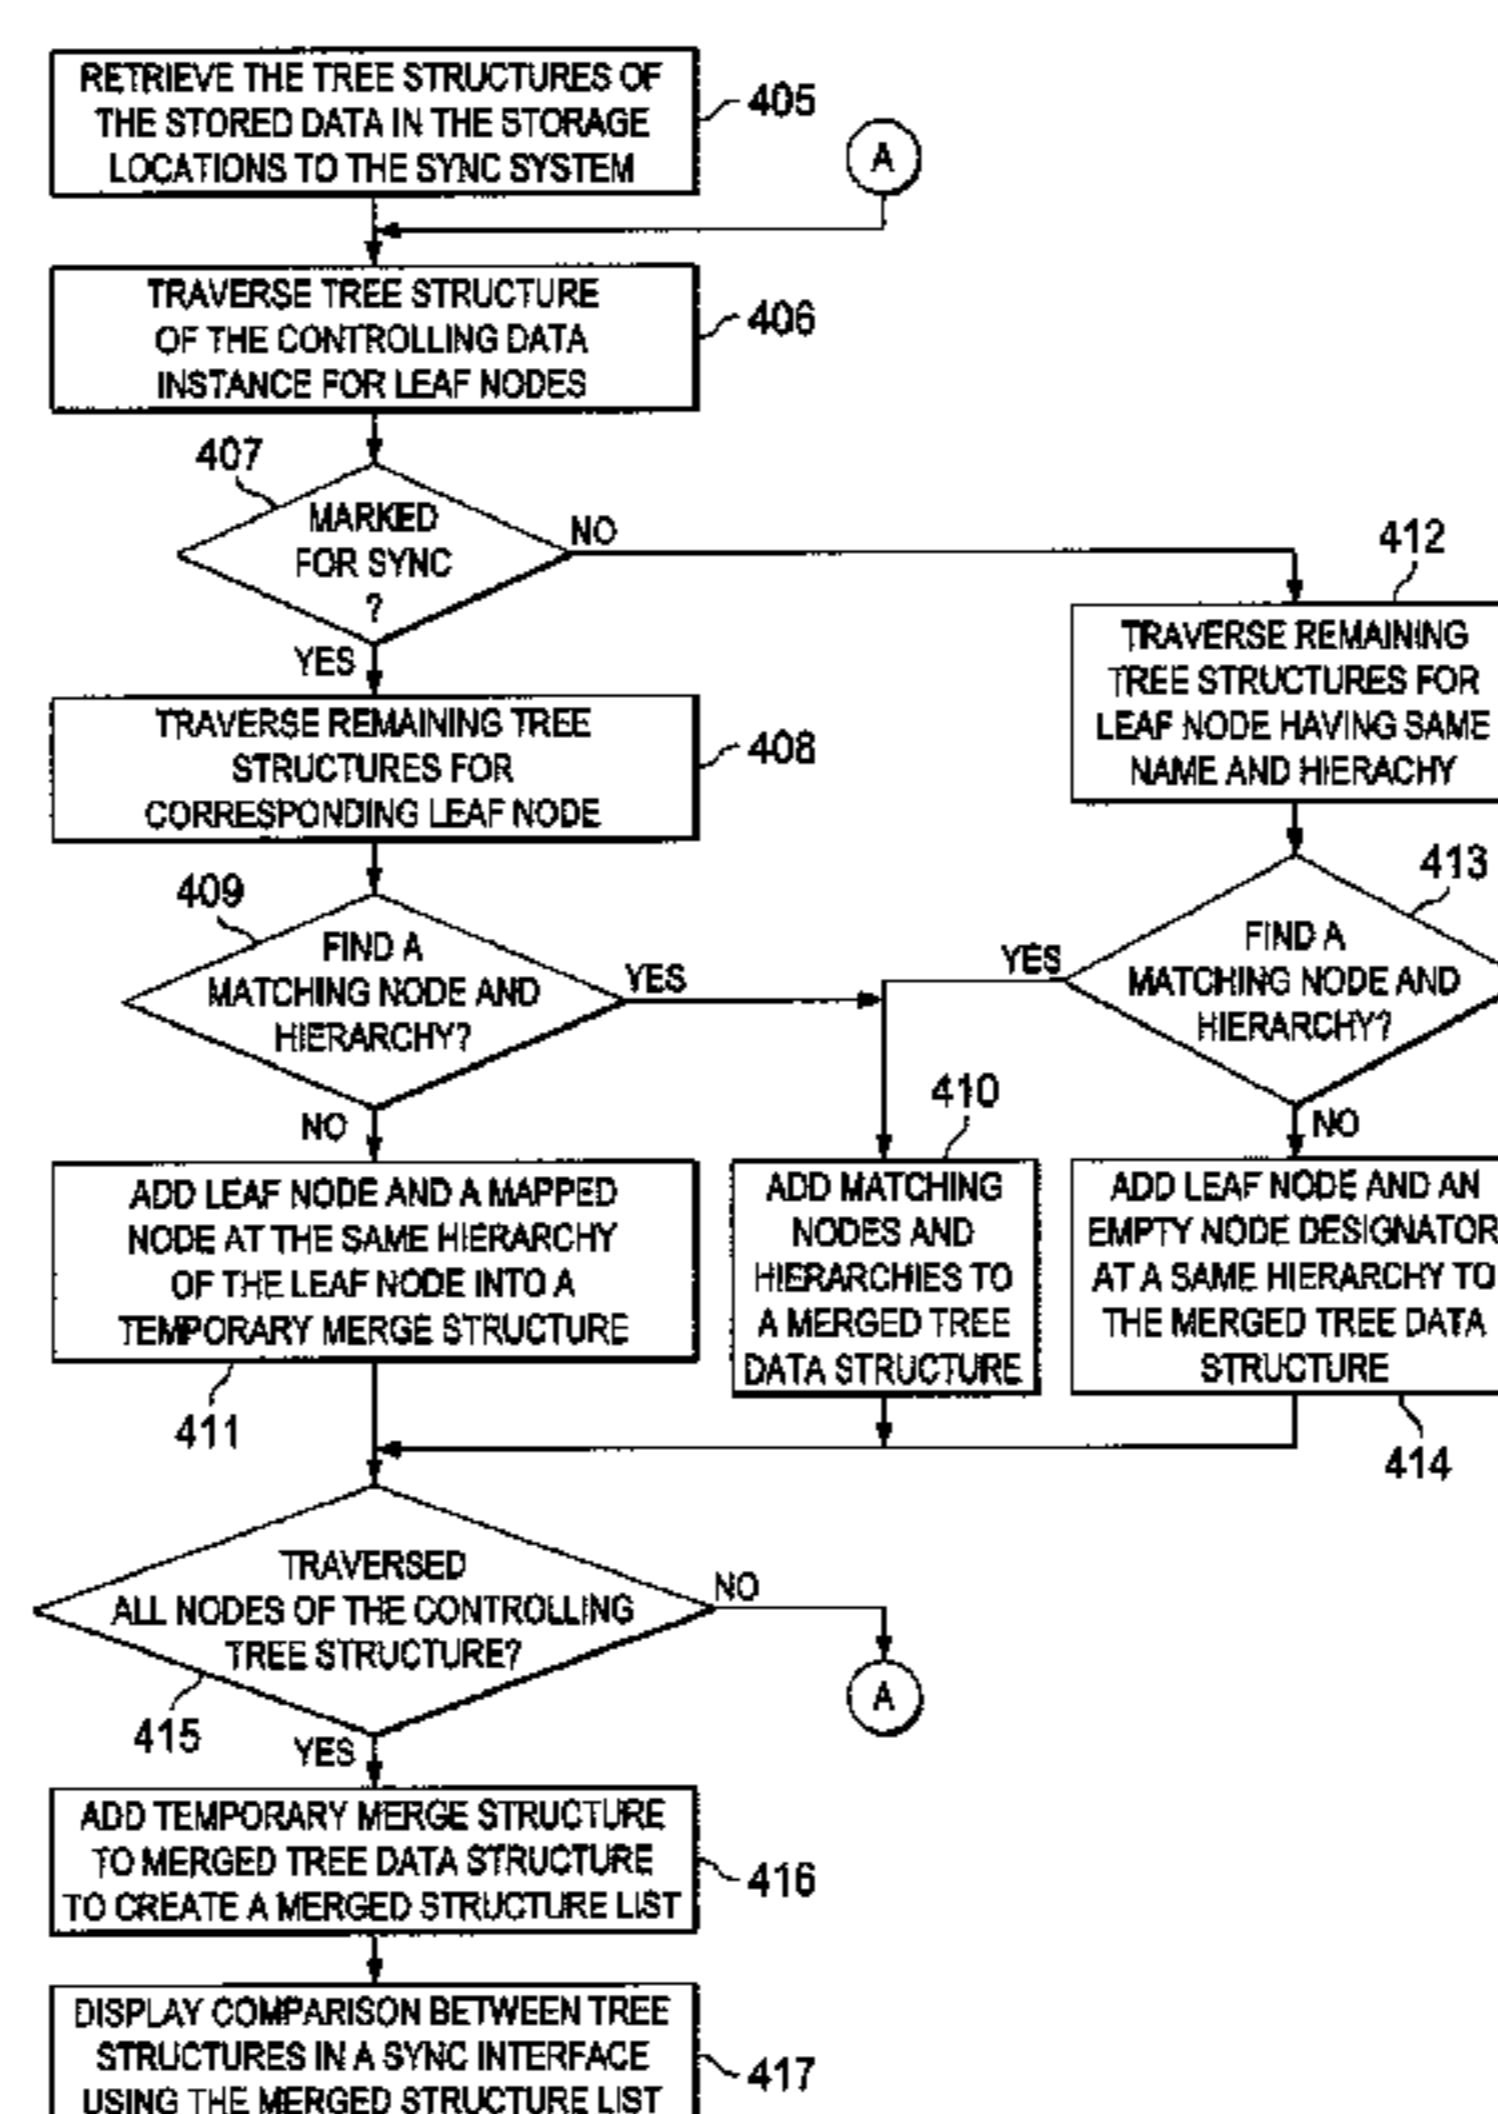 RETRIEVE THE TREE STRUCTURES OF
THE STORED DATA IN THE STORAGE
LOCATIONS TO THE SYNC SYSTEM
405
A
TRAVERSE TREE STRUCTURE
OF THE CONTROLLING DATA
INSTANCE FOR LEAF NODES
406
407
MARKED
FOR SYNC
?
NO
YES
412
TRAVERSE REMAINING
TREE STRUCTURES FOR
LEAF NODE HAVING SAME
NAME AND HIERACHY
TRAVERSE REMAINING TREE
STRUCTURES FOR
CORRESPONDING LEAF NODE
408
409
FIND A
MATCHING NODE AND
HIERARCHY?
YES
NO
413
FIND A
MATCHING NODE AND
HIERARCHY?
YES
NO
410
ADD LEAF NODE AND A MAPPED
NODE AT THE SAME HIERARCHY
OF THE LEAF NODE INTO A
TEMPORARY MERGE STRUCTURE
411
ADD MATCHING
NODES AND
HIERARCHIES TO
A MERGED TREE
DATA STRUCTURE
ADD LEAF NODE AND AN
EMPTY NODE DESIGNATOR
AT A SAME HIERARCHY TO
THE MERGED TREE DATA
STRUCTURE
414
TRAVERSED
ALL NODES OF THE CONTROLLING
TREE STRUCTURE?
NO
A
415
YES
ADD TEMPORARY MERGE STRUCTURE
TO MERGED TREE DATA STRUCTURE
TO CREATE A MERGED STRUCTURE LIST
416
DISPLAY COMPARISON BETWEEN TREE
STRUCTURES IN A SYNC INTERFACE
USING THE MERGED STRUCTURE LIST
417